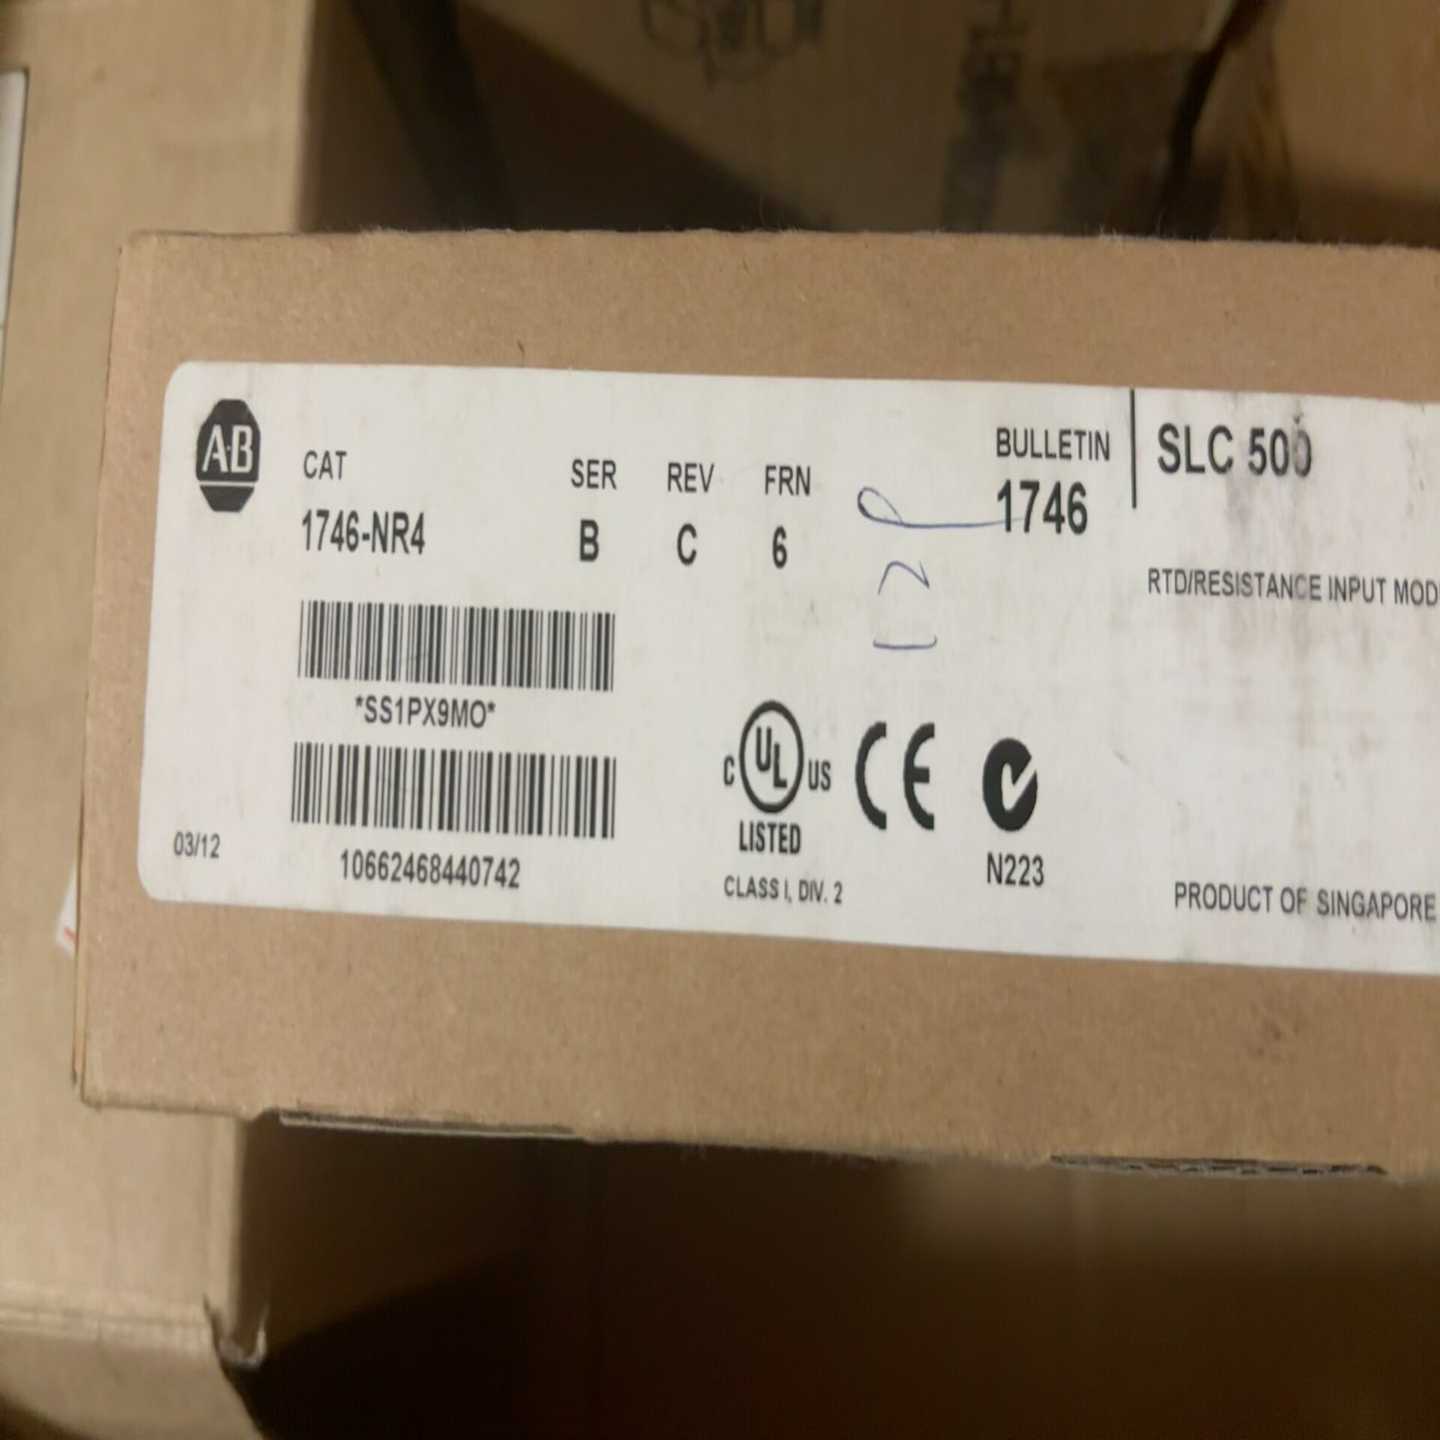 AB
CAT
SER
REV
FRN
BULLETIN
SLC 500
1746-NR4
B
C
6
1746
RTD/RESISTANCE INPUT MOD
*SS1PX9MO*
C UL US
LISTED
CLASS I, DIV. 2
CE
N223
03/12
10662468440742
PRODUCT OF SINGAPORE